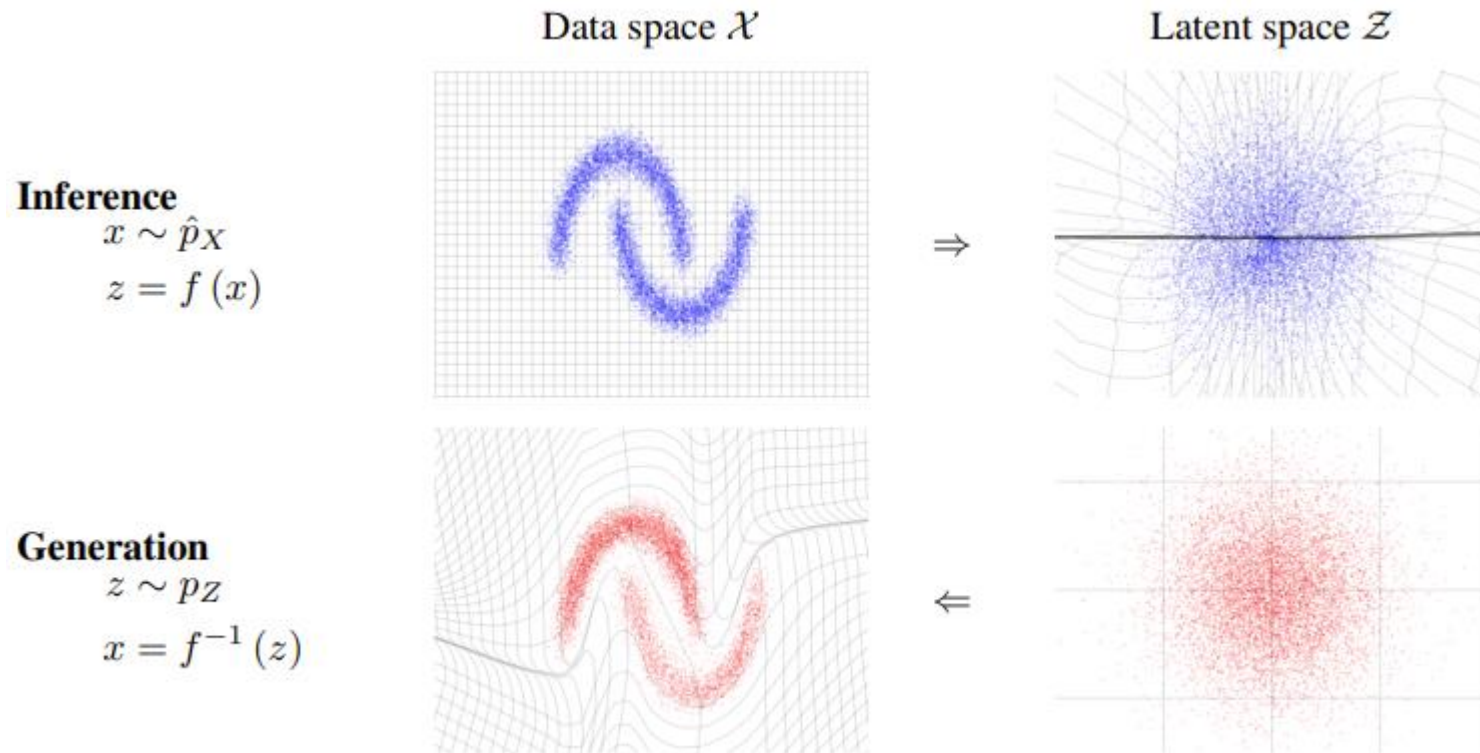 Data space 𝒳
Latent space 𝒵
Inference
x ∼ p̂_X
z = f (x)
⇒
Generation
z ∼ p_Z
x = f⁻¹ (z)
⇐